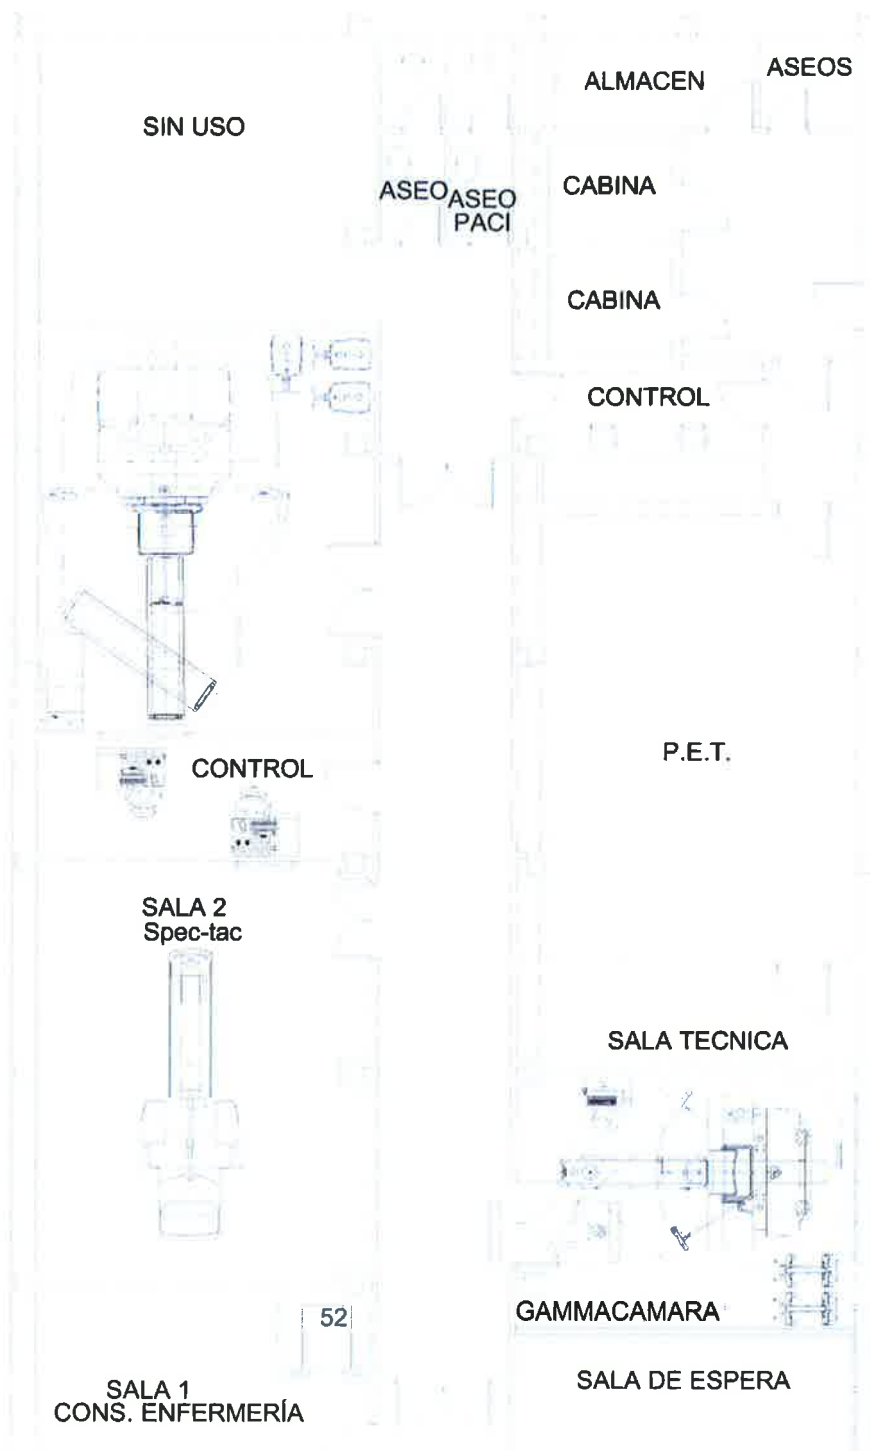 ALMACEN
ASEOS
SIN USO
ASEO
ASEO
PACI
CABINA
CABINA
CONTROL
P.E.T.
CONTROL
SALA 2
Spec-tac
SALA TECNICA
52
GAMMACAMARA
SALA 1
CONS. ENFERMERÍA
SALA DE ESPERA